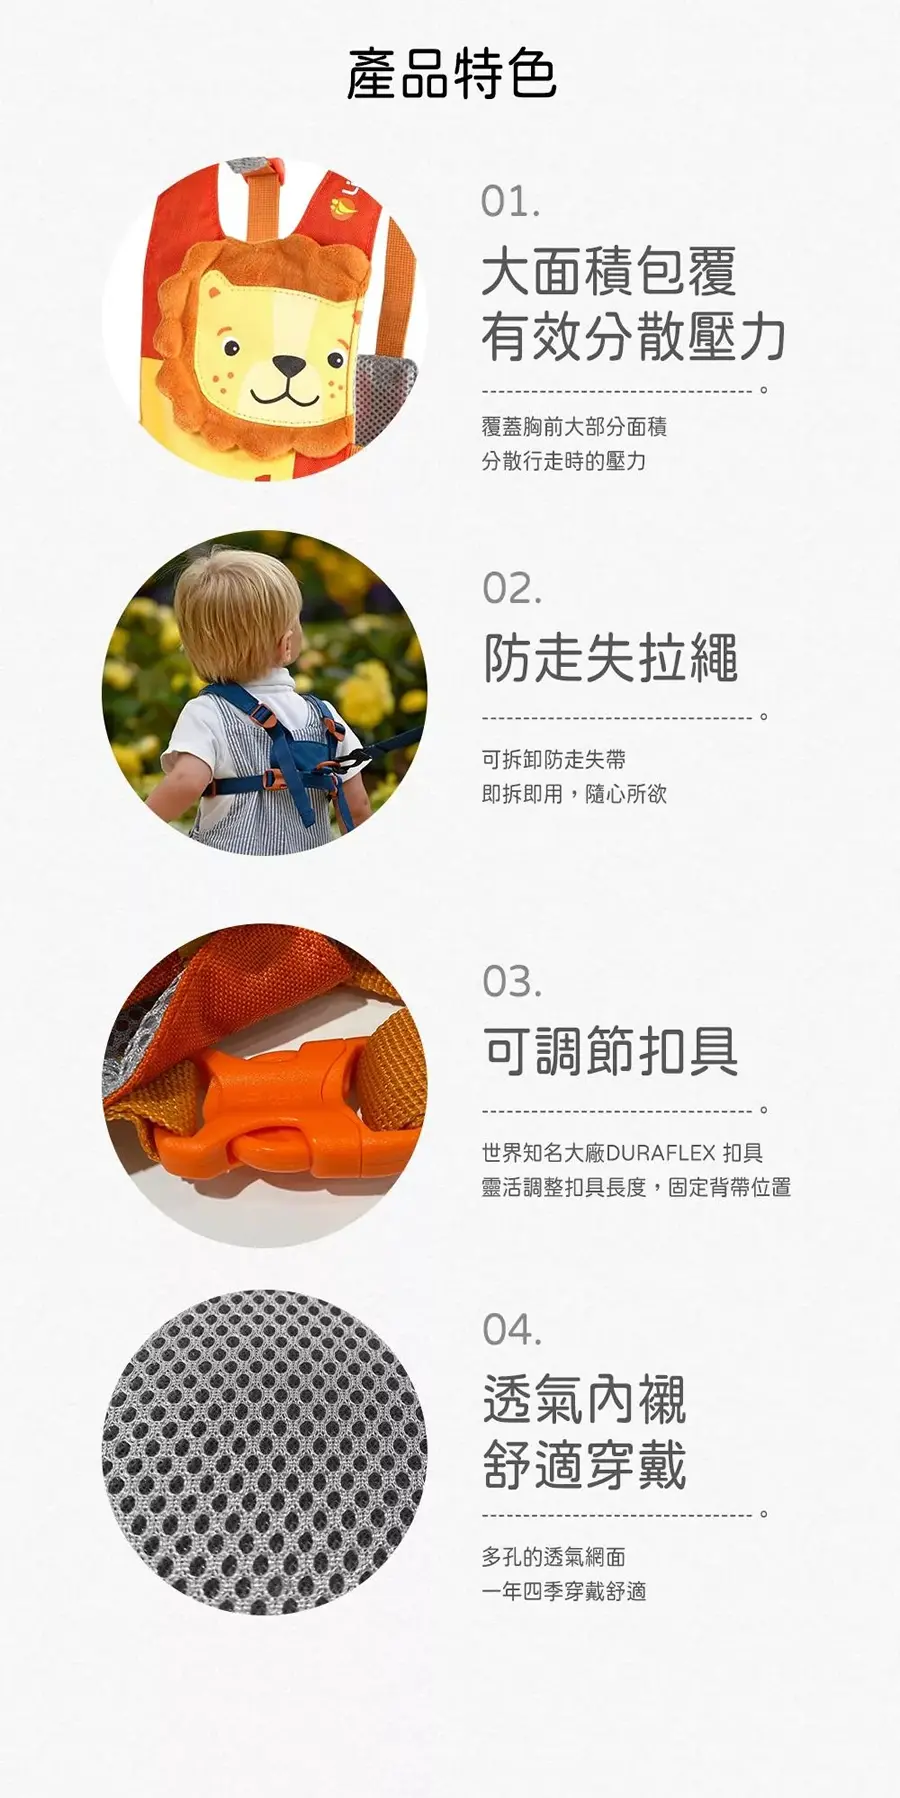 產品特色
01.
大面積包覆
有效分散壓力
覆蓋胸前大部分面積
分散行走時的壓力
02.
防走失拉繩
可拆卸防走失帶
即拆即用，隨心所欲
03.
可調節扣具
世界知名大廠DURAFLEX 扣具
靈活調整扣具長度，固定背帶位置
04.
透氣內襯
舒適穿戴
多孔的透氣網面
一年四季穿戴舒適